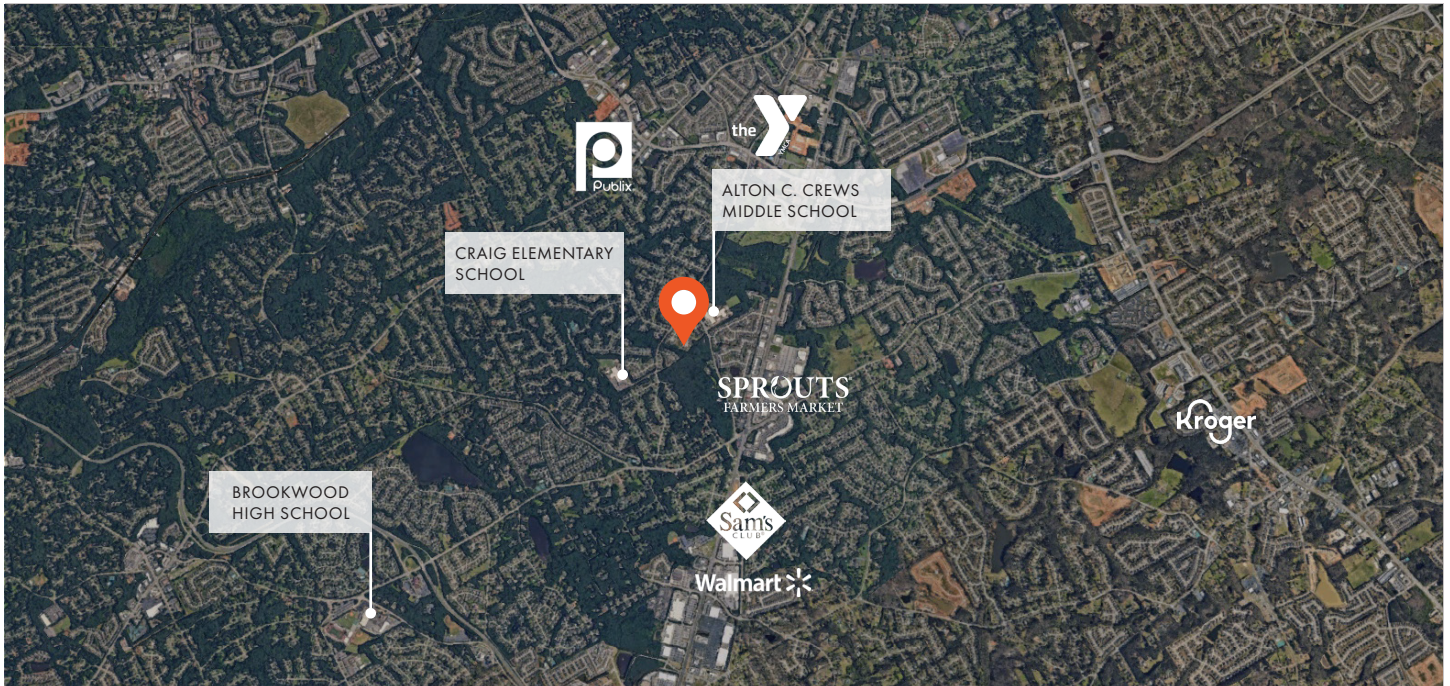 the
YMCA
Publix
ALTON C. CREWS
MIDDLE SCHOOL
CRAIG ELEMENTARY
SCHOOL
SPROUTS
FARMERS MARKET
Kroger
BROOKWOOD
HIGH SCHOOL
Sam's
CLUB
Walmart